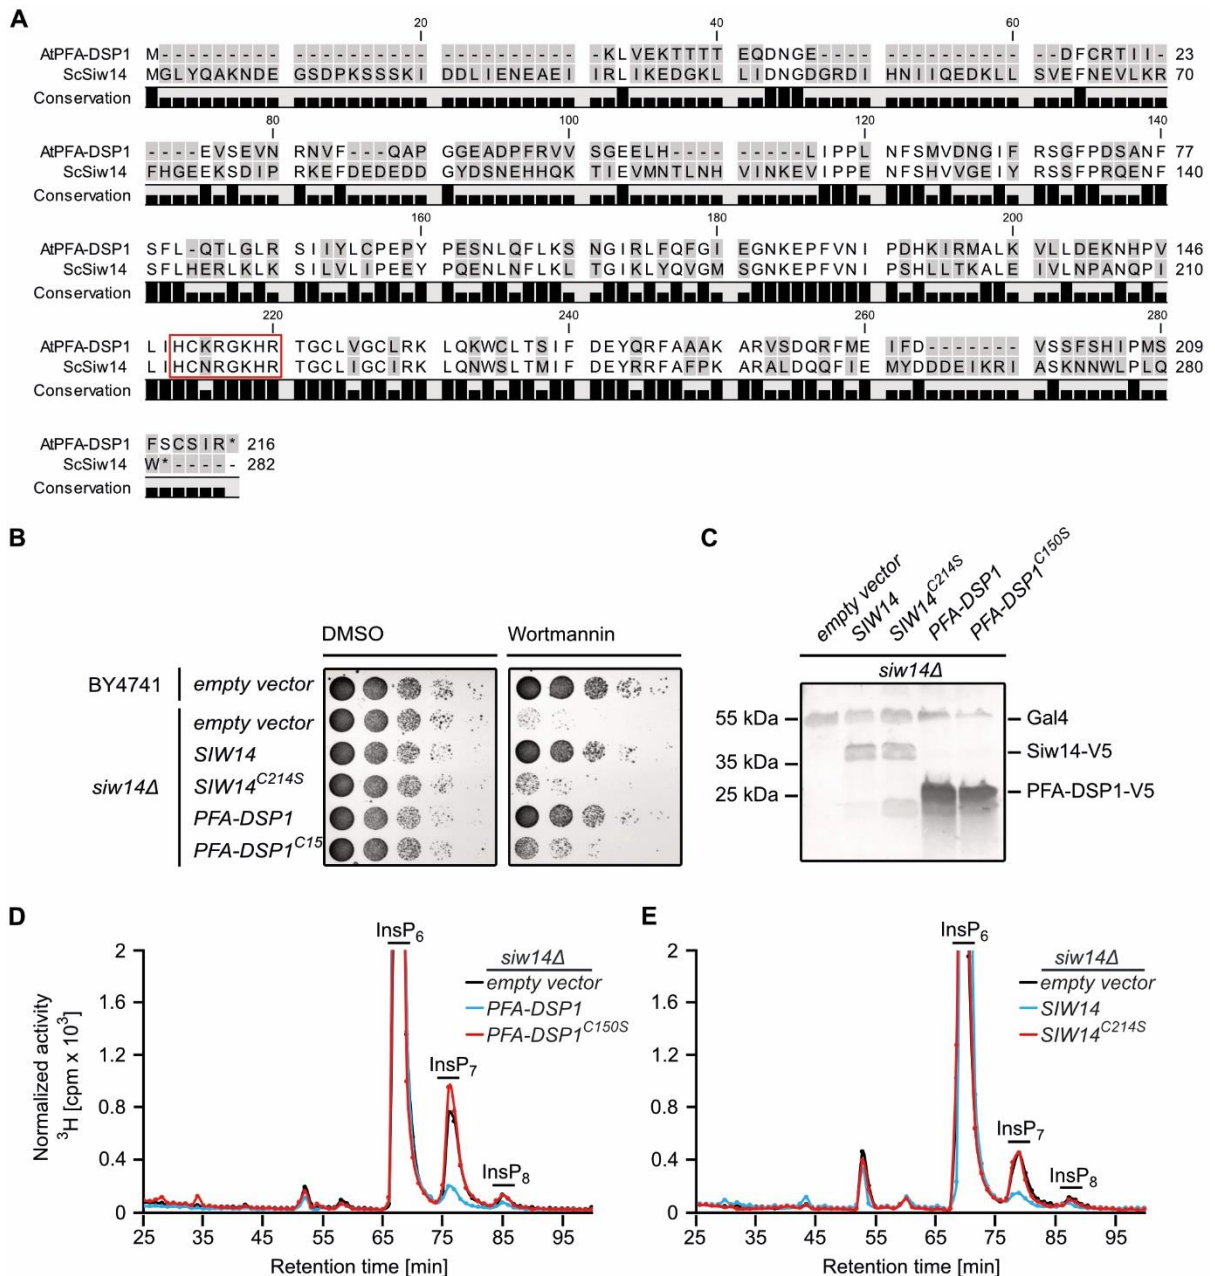 A
20 40 60
AtPFA-DSP1 M--------- ---------- ---------- -KLVEKTTTT EQDNGE---- ---------- --DFCRTII- 23
ScSiw14 MGLYQAKNDE GSDPKSSSKI DDLIENEAEI IRLIKEDGKL LIDNGDGRDI HNIIQEDKLL SVEFNEVLKR 70
Conservation
80 100 120 140
AtPFA-DSP1 ----EVSEVN RNVF---QAP GGEADPFRVV SGEELH---- ------LIPPL NFSMVDNGIF RSGFPDSANF 77
ScSiw14 FHGEEKSDIP RKEFDEDEDD GYDSNEHHQK TIEVMNTLNH VINKEVIPPE NFSHVVGEIY RSSFPRQENF 140
Conservation
160 180 200
AtPFA-DSP1 SFL-QTLGLR SIIYLCPEPY PESNLQFLKS NGIRLFQFGI EGNKEPFVNI PDHKIRMALK VLLDEKNHPV 146
ScSiw14 SFLHERLKLK SILVLIPEEY PQENLNFLKL TGIKLYQVGM SGNKEPFVNI PSHLLTKALE IVLNPANQPI 210
Conservation
220 240 260 280
AtPFA-DSP1 LIHCKRGKHR TGCLVGCLRK LQKWCLTSIF DEYQRFAAAK ARVSDQRFME IFD------- VSSFSHIPMS 209
ScSiw14 LIHCNRGKHR TGCLIGCIRK LQNWSLTMIF DEYRRFAFPK ARALDQQFIE MYDDDEIKRI ASKNNWLPLQ 280
Conservation
AtPFA-DSP1 FSCSIR* 216
ScSiw14 W*----- 282
Conservation
B
DMSO Wortmannin
BY4741 empty vector
siw14Δ
empty vector
SIW14
SIW14C214S
PFA-DSP1
PFA-DSP1C15
C
empty vector
SIW14
SIW14C214S
PFA-DSP1
PFA-DSP1C150S
siw14Δ
55 kDa Gal4
Siw14-V5
35 kDa
25 kDa PFA-DSP1-V5
D
Normalized activity
3H [cpm x 103]
2
1.6
1.2
0.8
0.4
0
InsP6
InsP7
InsP8
siw14Δ
empty vector
PFA-DSP1
PFA-DSP1C150S
25 35 45 55 65 75 85 95
Retention time [min]
E
2
1.6
1.2
0.8
0.4
0
InsP6
InsP7
InsP8
siw14Δ
empty vector
SIW14
SIW14C214S
25 35 45 55 65 75 85 95
Retention time [min]